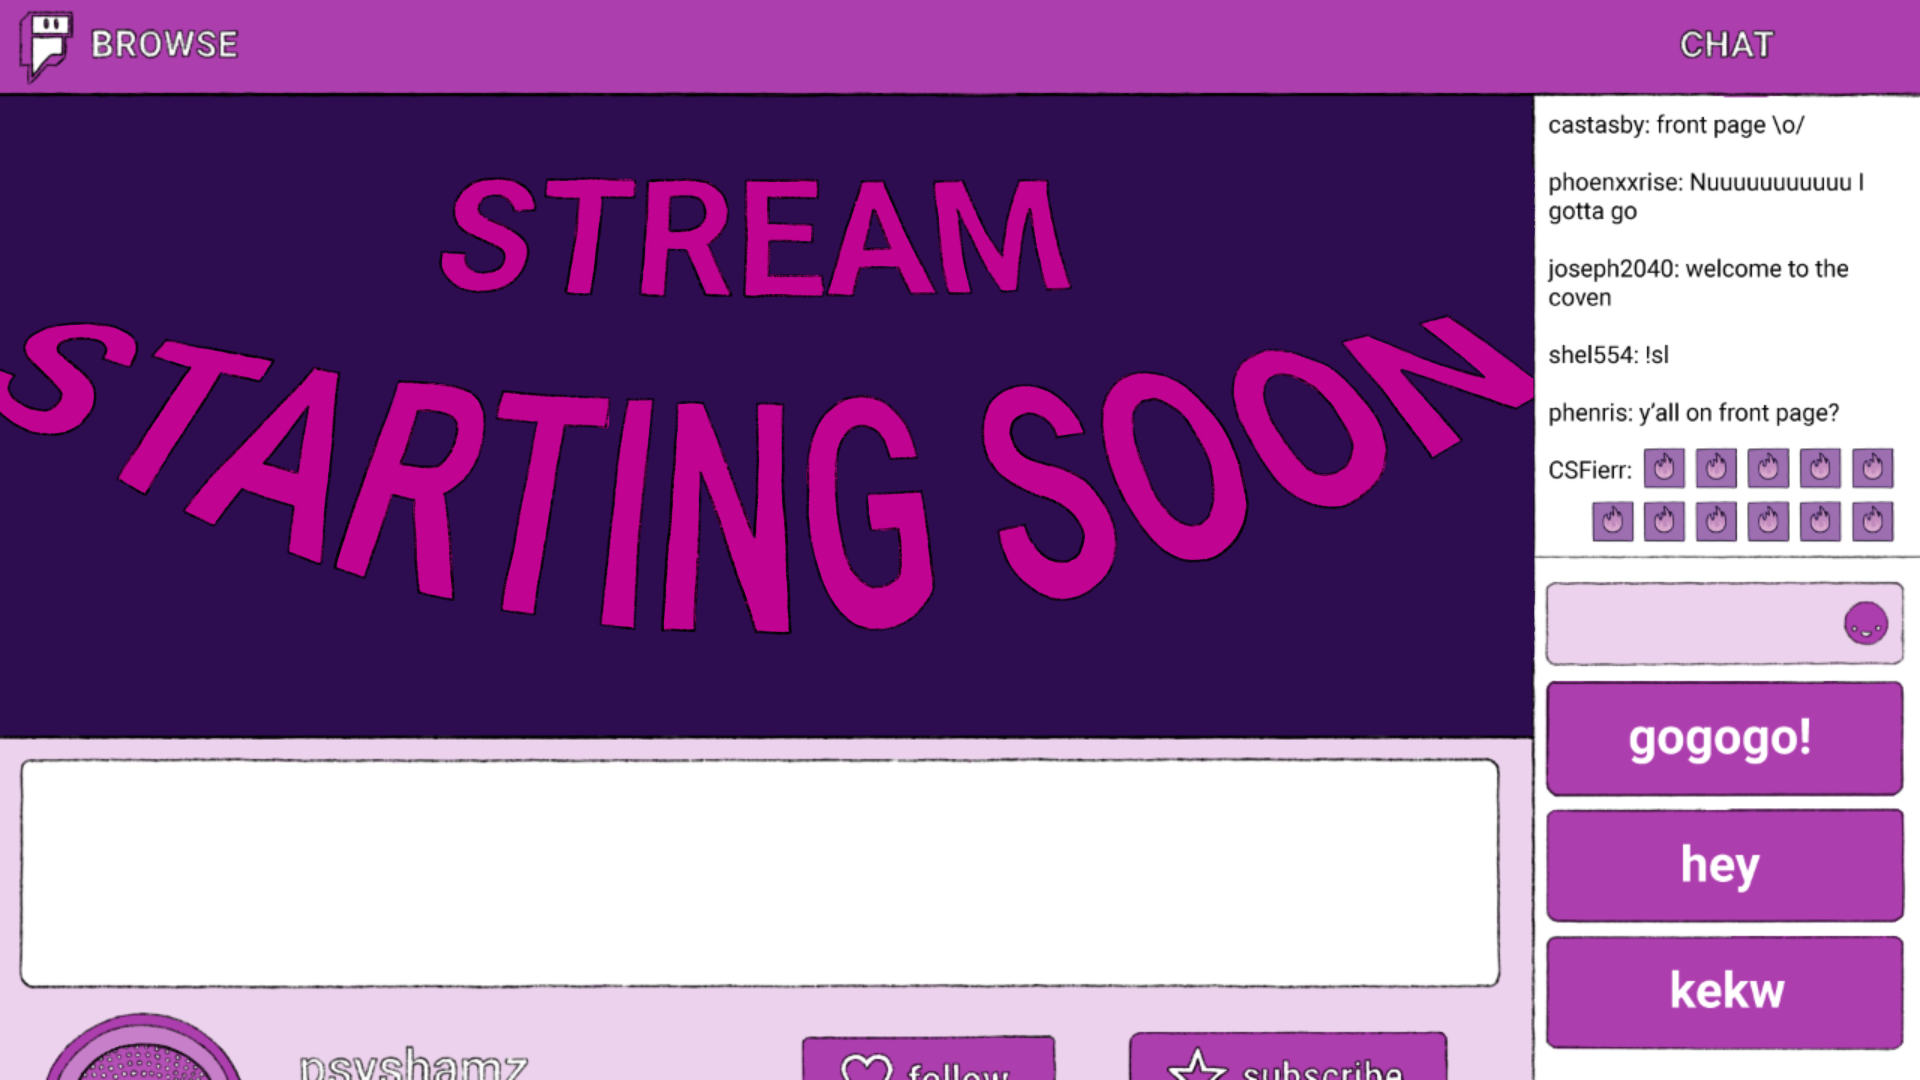 BROWSE
CHAT
STREAM
STARTING SOON
castasby: front page \o/
phoenxxrise: Nuuuuuuuuuuu I
gotta go
joseph2040: welcome to the
coven
shel554: !sl
phenris: y'all on front page?
CSFierr:
gogogo!
hey
kekw
psyshamz
follow
subscribe